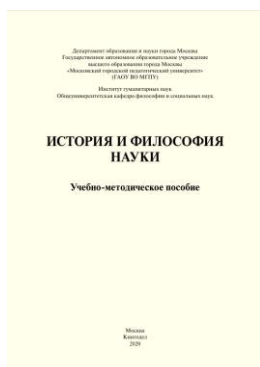 Департамент образования и науки города Москвы
Государственное автономное образовательное учреждение
высшего образования города Москвы
«Московский городской педагогический университет»
(ГАОУ ВО МГПУ)
Институт гуманитарных наук
Общеуниверситетская кафедра философии и социальных наук
ИСТОРИЯ И ФИЛОСОФИЯ
НАУКИ
Учебно-методическое пособие
Москва
Книгодел
2020